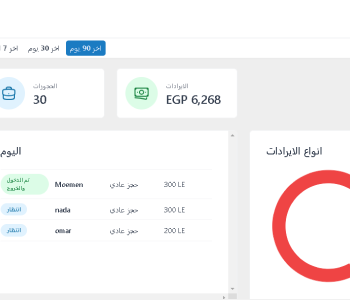 اخر 90 يوم
اخر 30 يوم
اخر 7
الايرادات
EGP 6,268
الحجوزات
30
انواع الايرادات
اليوم
تم الدخول والخروج
Moemen
حجز عادي
300 LE
انتظار
nada
حجز عادي
300 LE
انتظار
omar
حجز عادي
200 LE